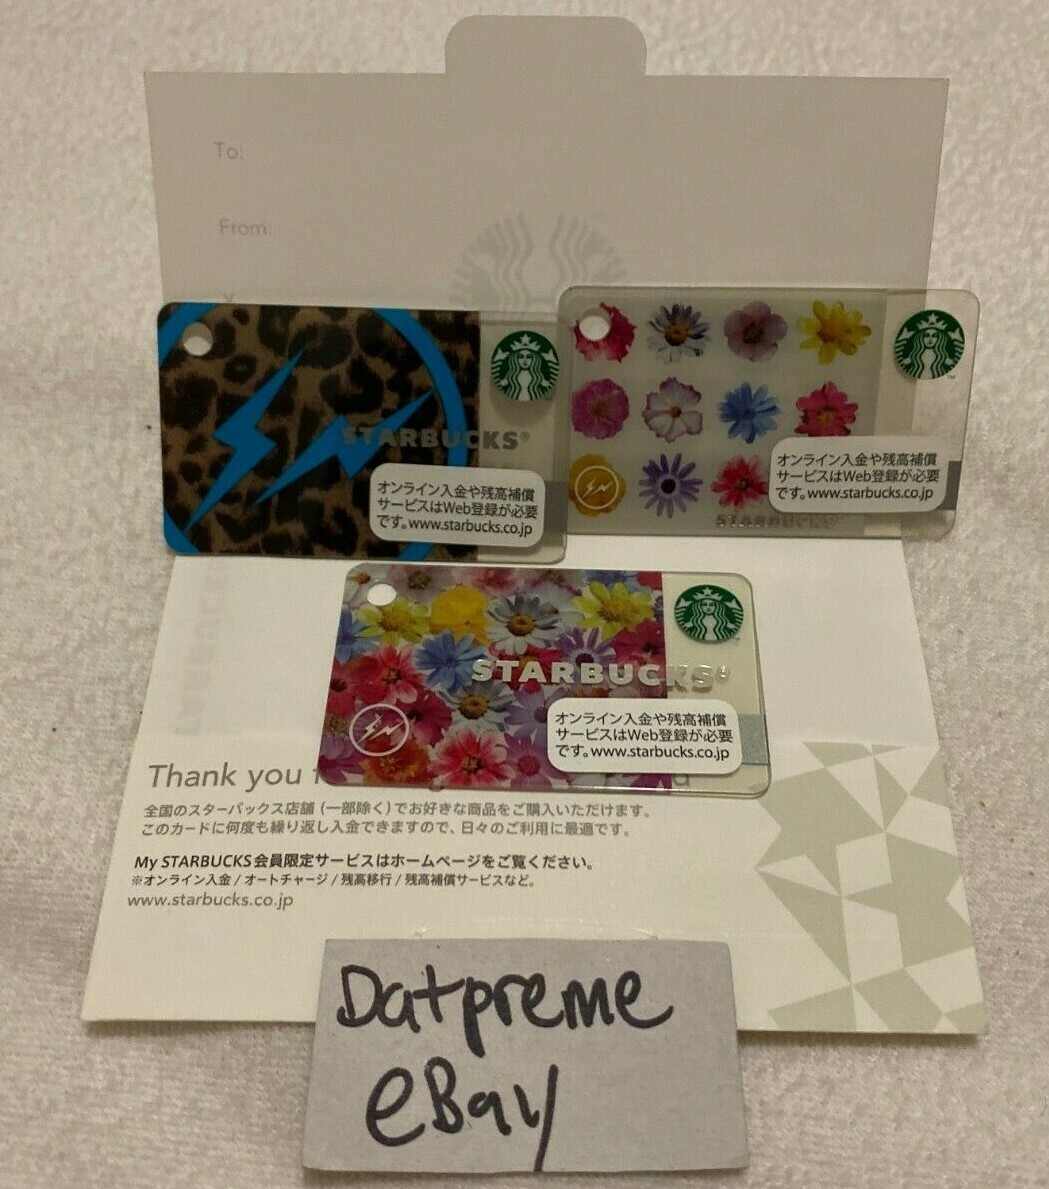 To:
From:
STARBUCKS®
オンライン入金や残高補償
サービスはWeb登録が必要
です。www.starbucks.co.jp
オンライン入金や残高補償
サービスはWeb登録が必要
です。www.starbucks.co.jp
STARBUCKS®
STARBUCKS®
オンライン入金や残高補償
サービスはWeb登録が必要
です。www.starbucks.co.jp
Thank you
全国のスターバックス店舗（一部除く）でお好きな商品をご購入いただけます。
このカードに何度も繰り返し入金できますので、日々のご利用に最適です。
My STARBUCKS会員限定サービスはホームページをご覧ください。
※オンライン入金 / オートチャージ / 残高移行 / 残高補償サービスなど。
www.starbucks.co.jp
Datpreme
eBay